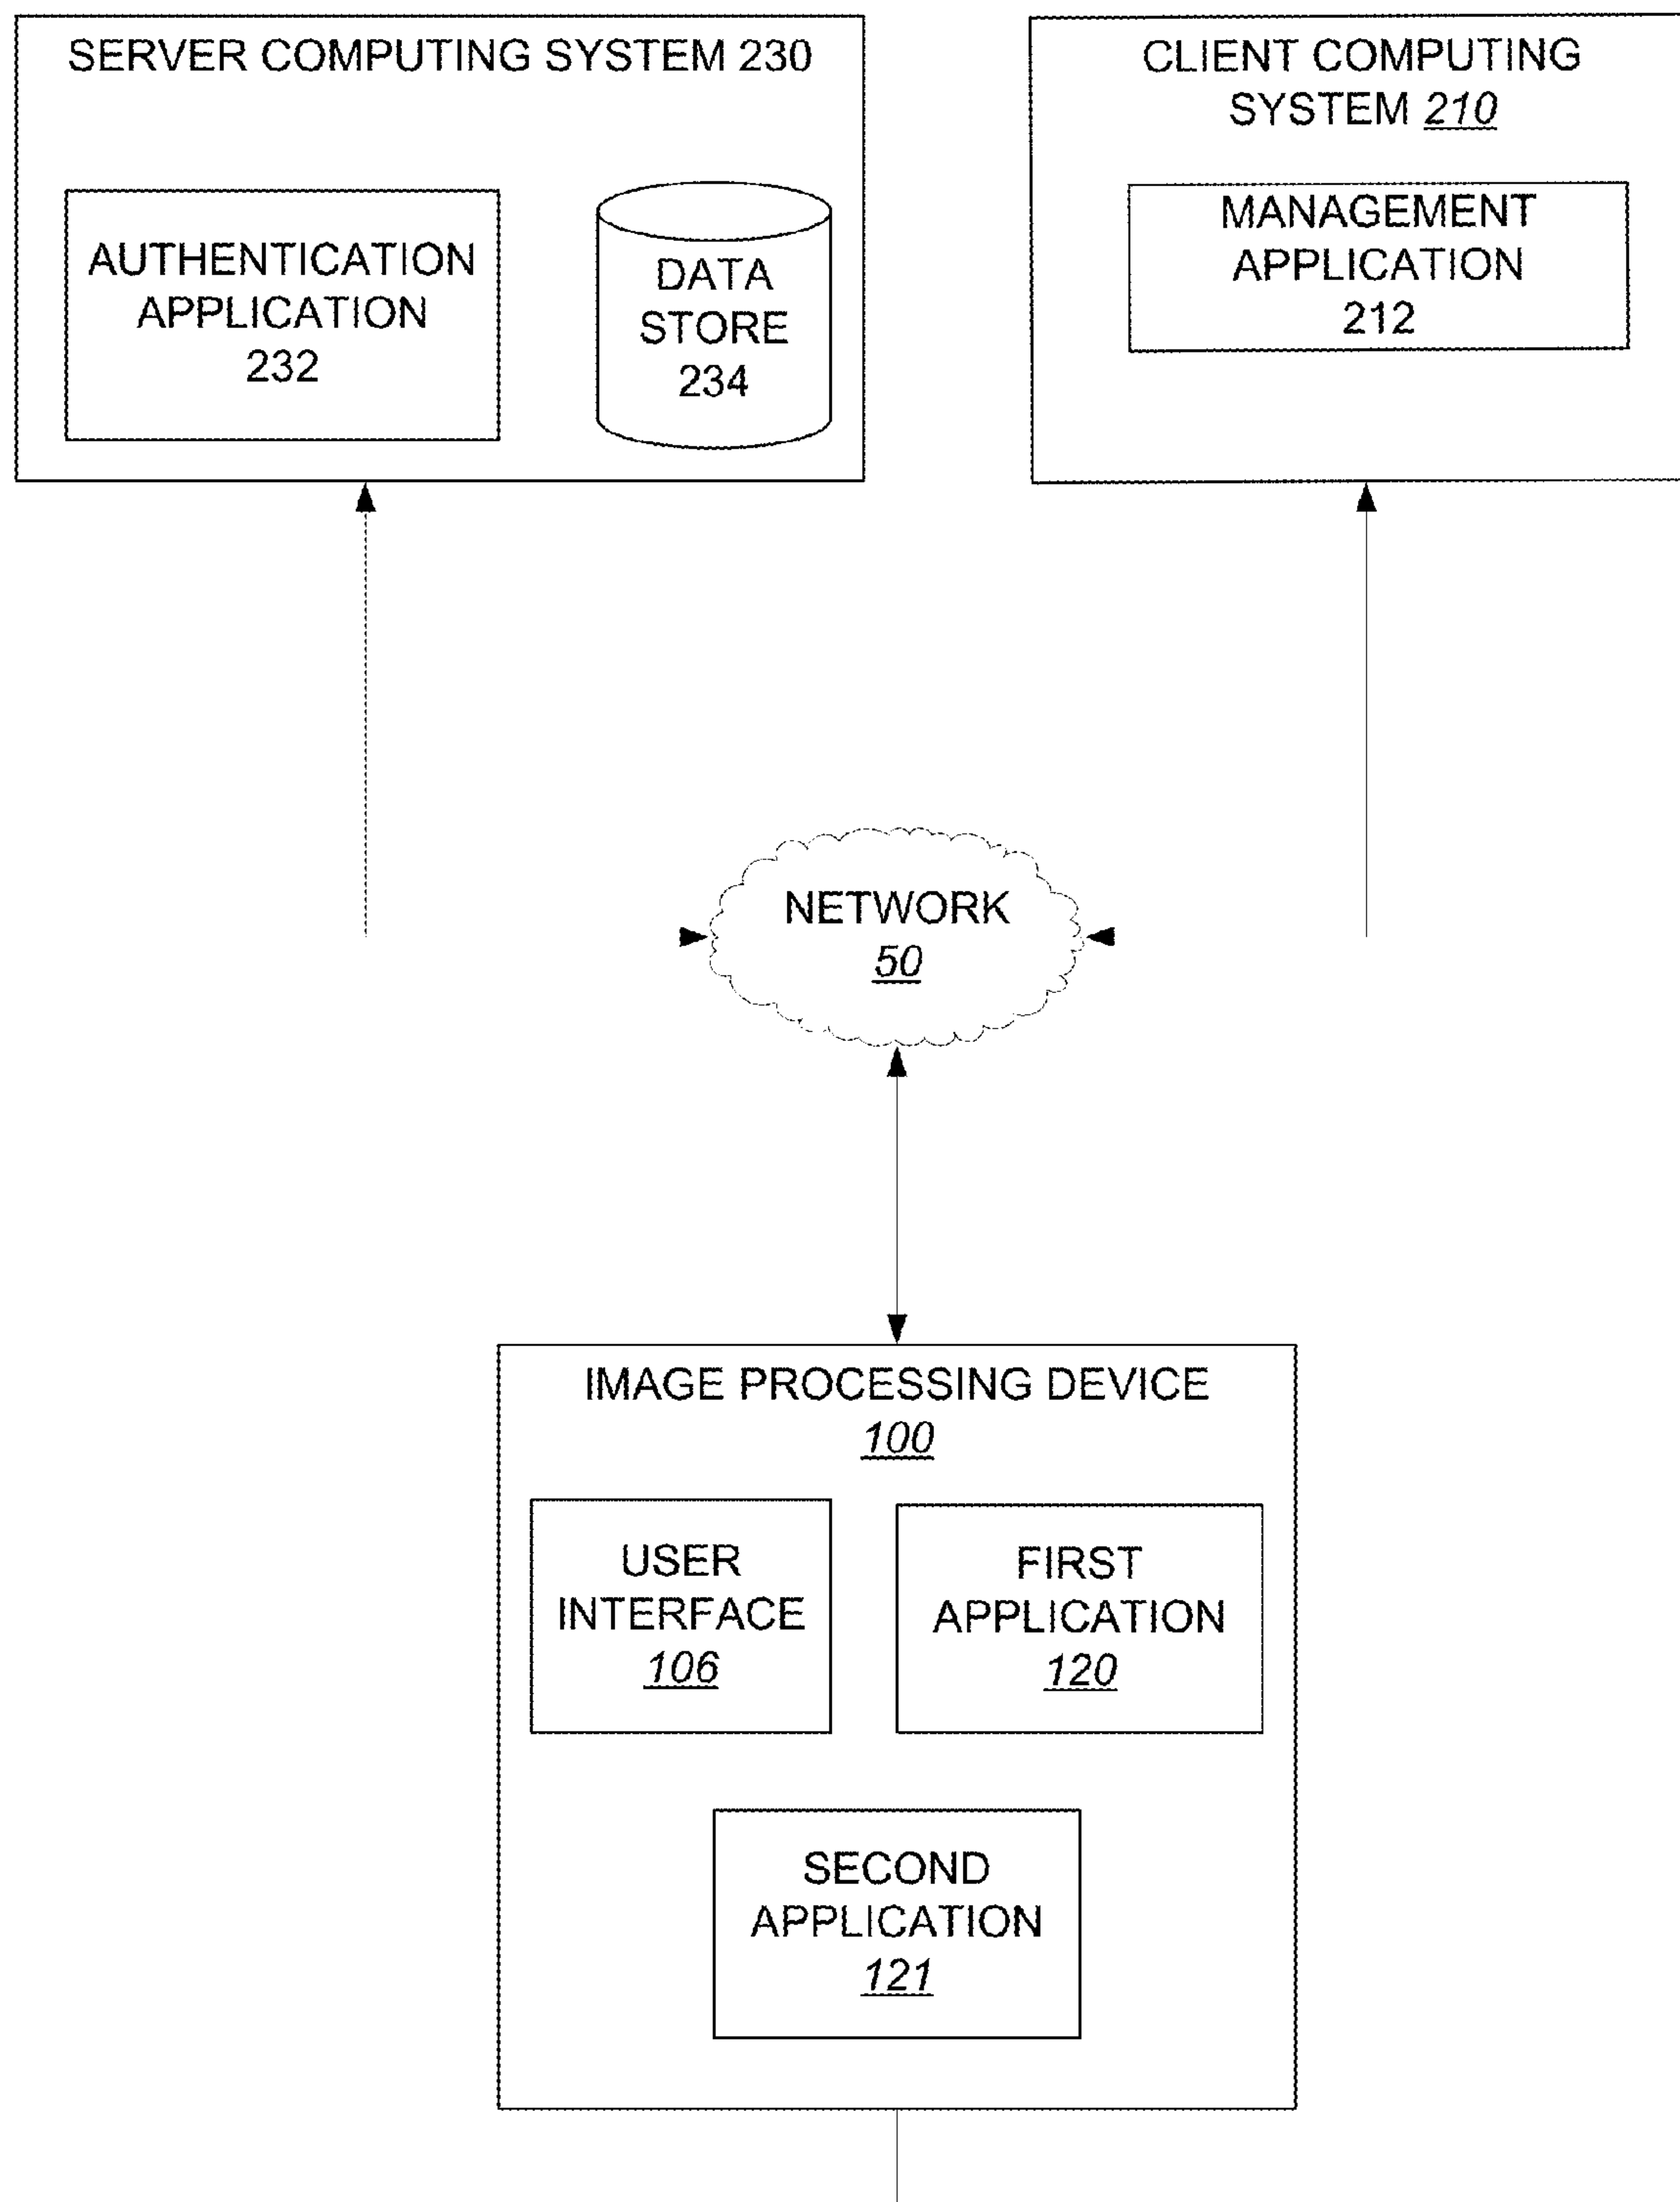 SERVER COMPUTING SYSTEM 230
AUTHENTICATION
APPLICATION
232
DATA
STORE
234
CLIENT COMPUTING
SYSTEM 210
MANAGEMENT
APPLICATION
212
NETWORK
50
IMAGE PROCESSING DEVICE
100
USER
INTERFACE
106
FIRST
APPLICATION
120
SECOND
APPLICATION
121